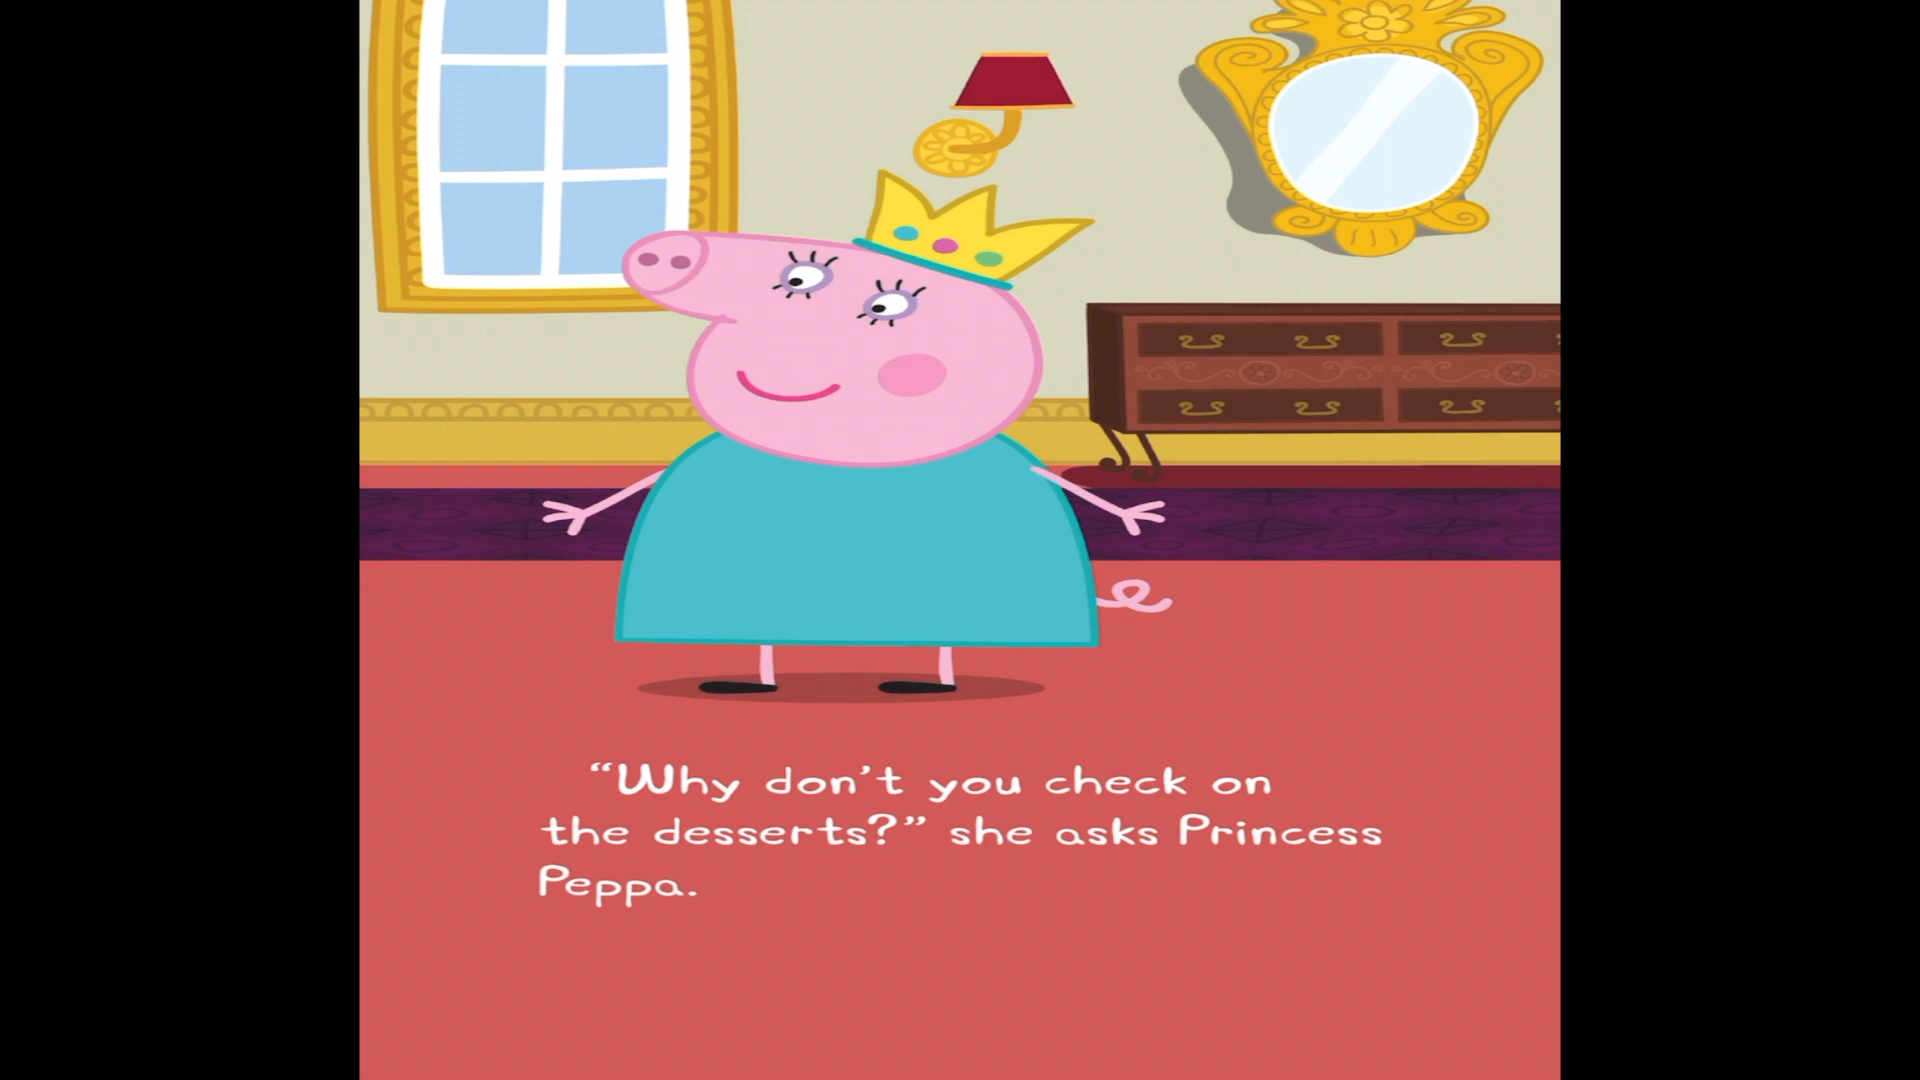 “Why don’t you check on
the desserts?” she asks Princess
Peppa.